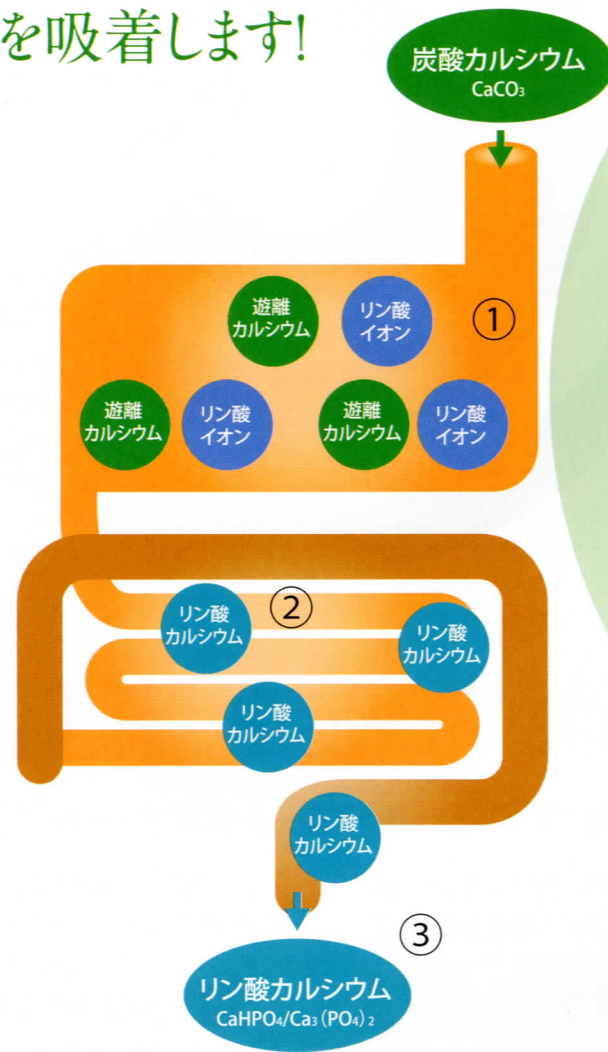 を吸着します!
炭酸カルシウム
CaCO₃
遊離
カルシウム
リン酸
イオン
①
遊離
カルシウム
リン酸
イオン
遊離
カルシウム
リン酸
イオン
リン酸
カルシウム
②
リン酸
カルシウム
リン酸
カルシウム
リン酸
カルシウム
③
リン酸カルシウム
CaHPO₄/Ca₃(PO₄)₂